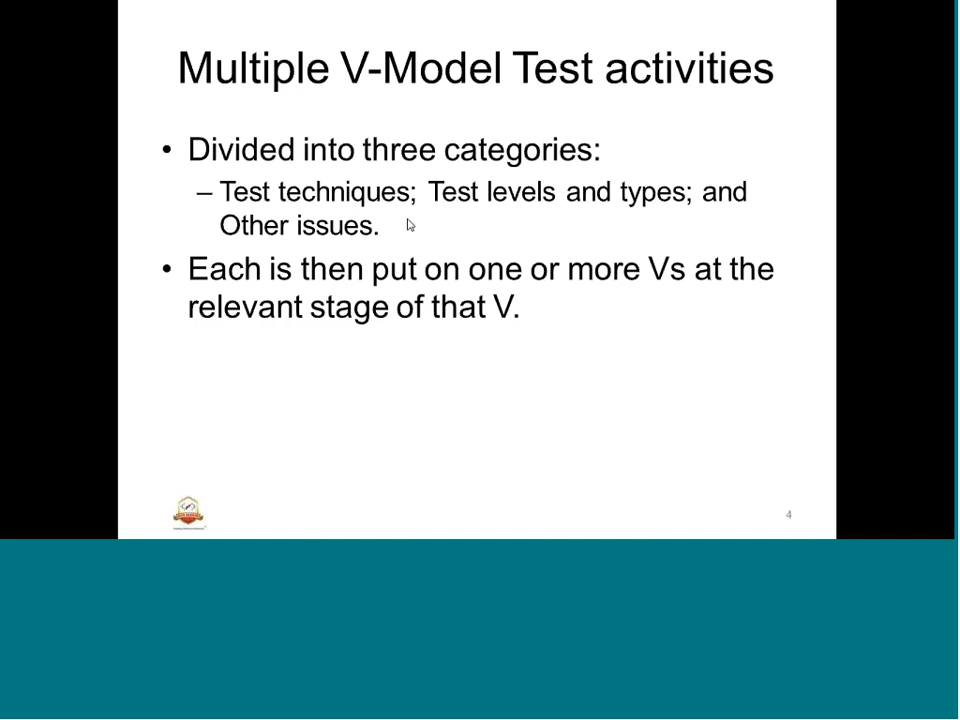 Multiple V-Model Test activities
• Divided into three categories:
– Test techniques; Test levels and types; and
Other issues.
• Each is then put on one or more Vs at the
relevant stage of that V.
4